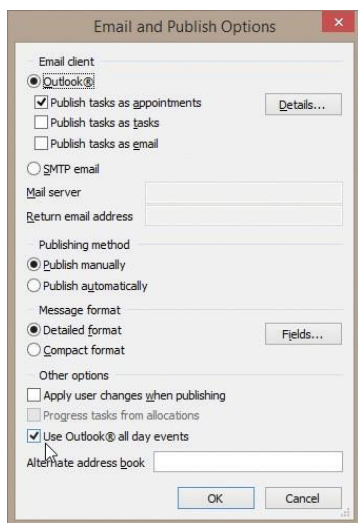 Email and Publish Options
Email client
Outlook®
Publish tasks as appointments
Details...
Publish tasks as tasks
Publish tasks as email
SMTP email
Mail server
Return email address
Publishing method
Publish manually
Publish automatically
Message format
Detailed format
Fields...
Compact format
Other options
Apply user changes when publishing
Progress tasks from allocations
Use Outlook® all day events
Alternate address book
OK Cancel